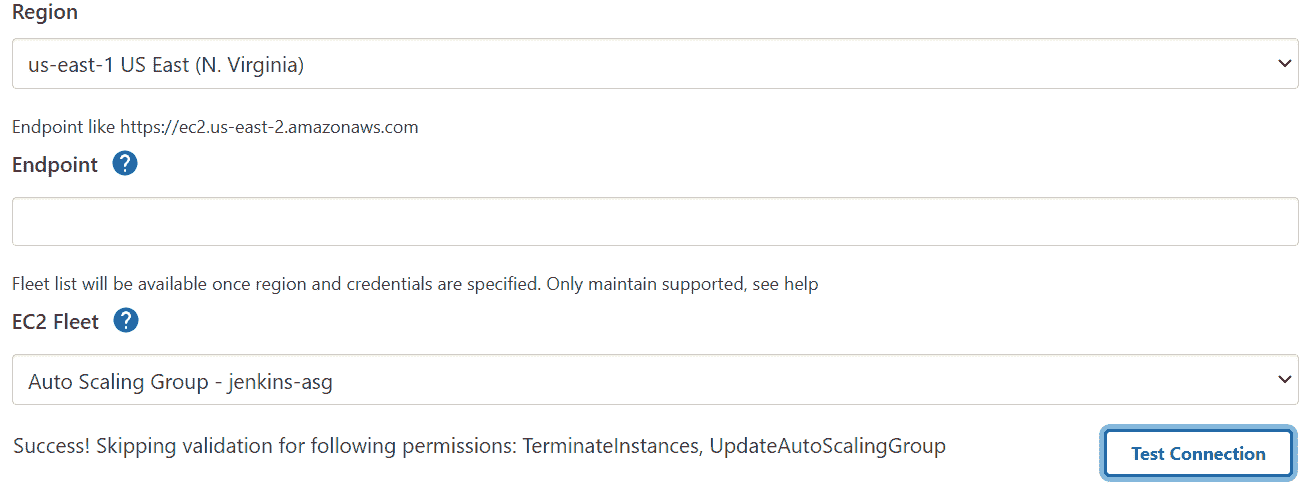 Region
us-east-1 US East (N. Virginia)
Endpoint like https://ec2.us-east-2.amazonaws.com
Endpoint ?
Fleet list will be available once region and credentials are specified. Only maintain supported, see help
EC2 Fleet ?
Auto Scaling Group - jenkins-asg
Success! Skipping validation for following permissions: TerminateInstances, UpdateAutoScalingGroup
Test Connection